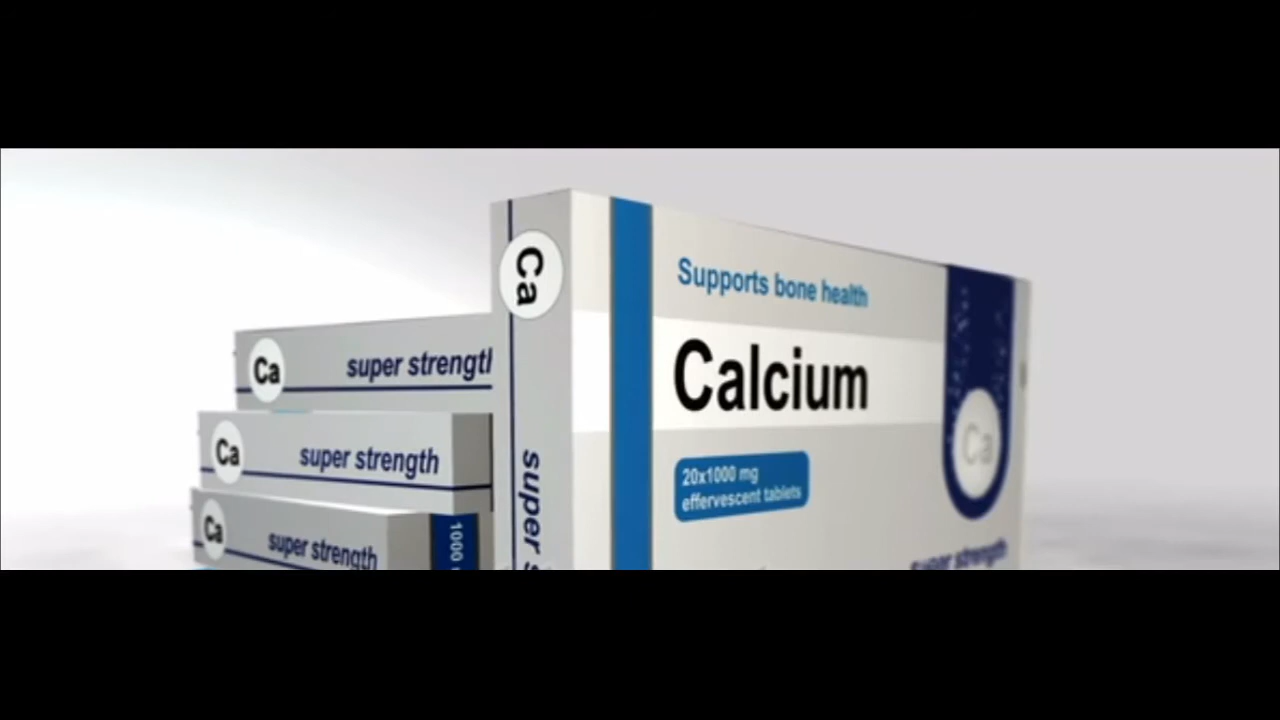 Ca
super strengt
Ca
super strength
Ca
super strength
1000
Ca
super s
Supports bone health
Calcium
20x1000 mg
effervescent tablets
Ca
super strength